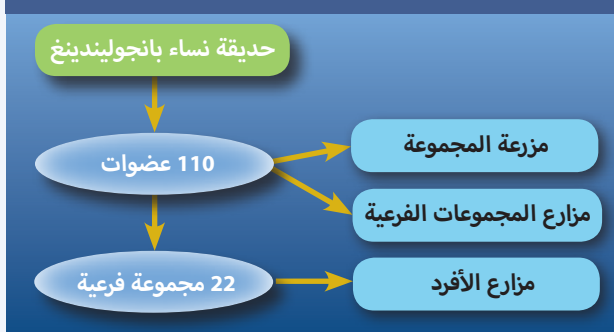 حديقة نساء بانجوليندينغ
110 عضوات
مزرعة المجموعة
مزارع المجموعات الفرعية
22 مجموعة فرعية
مزارع الأفرد